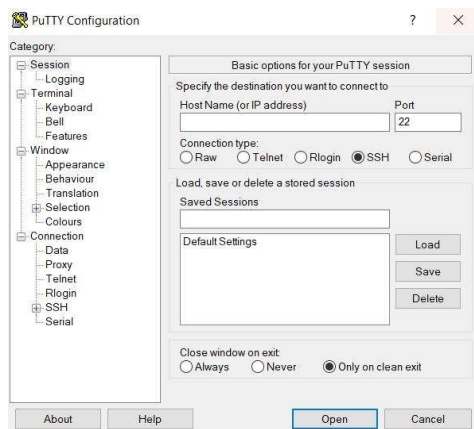 PuTTY Configuration
?
Category:
Session
Logging
Terminal
Keyboard
Bell
Features
Window
Appearance
Behaviour
Translation
Selection
Colours
Connection
Data
Proxy
Telnet
Rlogin
SSH
Serial
Basic options for your PuTTY session
Specify the destination you want to connect to
Host Name (or IP address) Port
22
Connection type:
Raw Telnet Rlogin SSH Serial
Load, save or delete a stored session
Saved Sessions
Default Settings
Load
Save
Delete
Close window on exit:
Always Never Only on clean exit
About Help Open Cancel